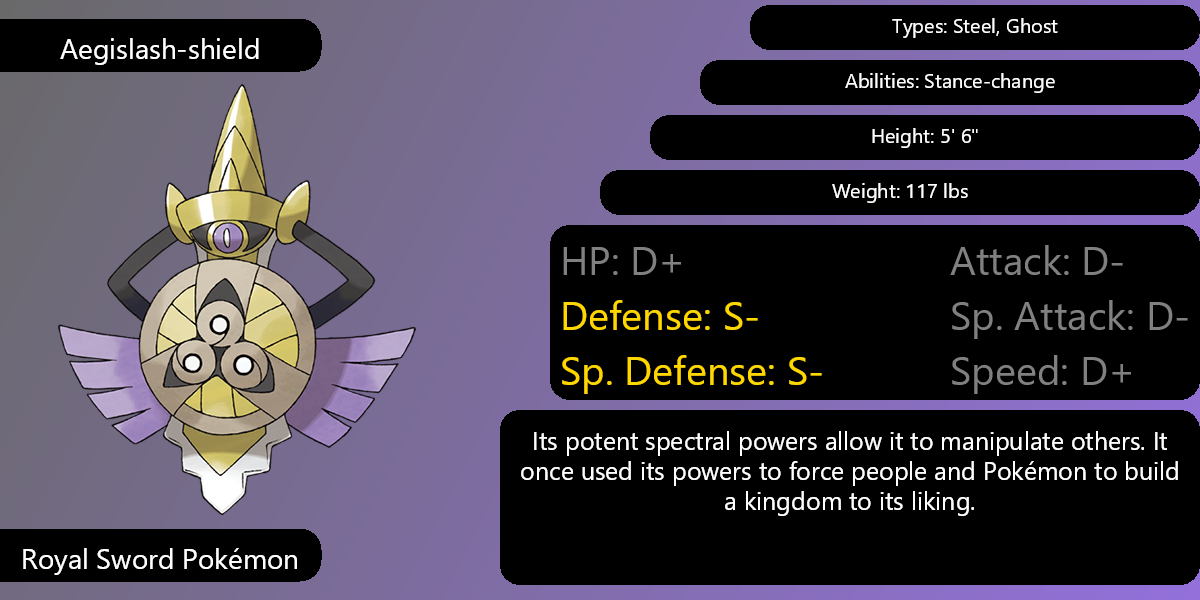 Aegislash-shield
Royal Sword Pokémon
Types: Steel, Ghost
Abilities: Stance-change
Height: 5' 6"
Weight: 117 lbs
HP: D+
Attack: D-
Defense: S-
Sp. Attack: D-
Sp. Defense: S-
Speed: D+
Its potent spectral powers allow it to manipulate others. It
once used its powers to force people and Pokémon to build
a kingdom to its liking.